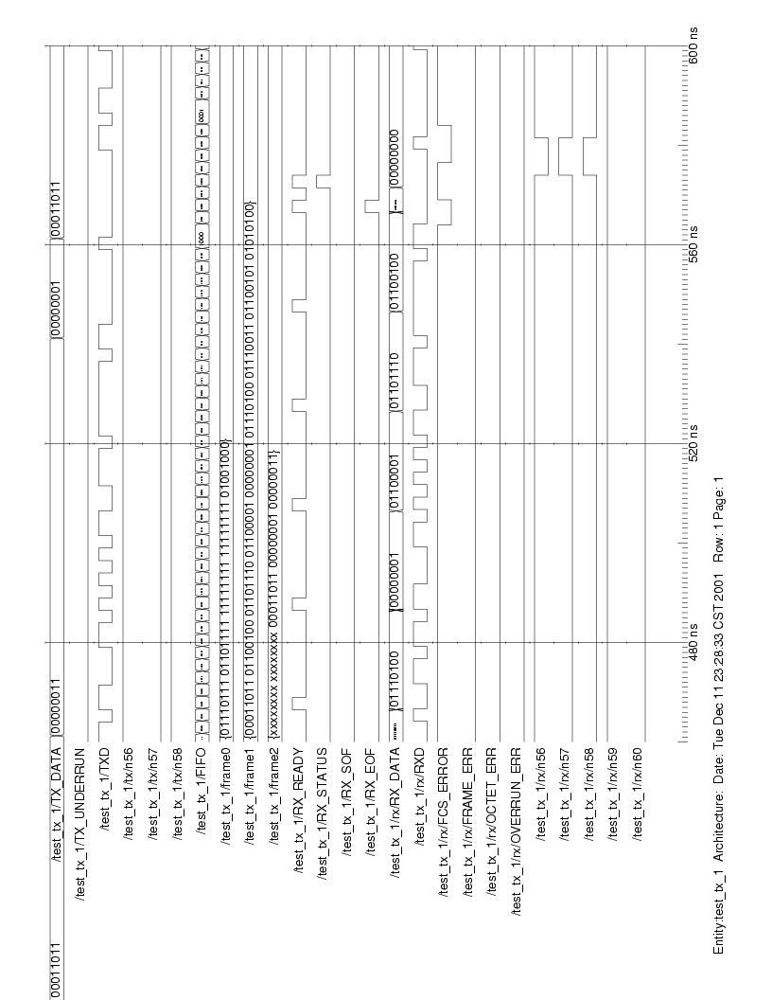 /test_tx_1/TX_DATA 00000011 00000001 00011011
00011011
/test_tx_1/TX_UNDERRUN
/test_tx_1/TXD
/test_tx_1/tx/n56
/test_tx_1/tx/n57
/test_tx_1/tx/n58
/test_tx_1/FIFO
/test_tx_1/frame0 {01110111 01101111 11111111 11111111 01001000}
/test_tx_1/frame1 {00011011 01100100 01101110 01100001 00000001 01110100 01110011 01100101 01010100}
/test_tx_1/frame2 {xxxxxxxx xxxxxxxx 00011011 00000001 00000011}
/test_tx_1/RX_READY
/test_tx_1/RX_STATUS
/test_tx_1/RX_SOF
/test_tx_1/RX_EOF
/test_tx_1/rx/RX_DATA 01110100 00000001 01100001 01101110 01100100 00000000
/test_tx_1/rx/RXD
/test_tx_1/rx/FCS_ERROR
/test_tx_1/rx/FRAME_ERR
/test_tx_1/rx/OCTET_ERR
/test_tx_1/rx/OVERRUN_ERR
/test_tx_1/rx/n56
/test_tx_1/rx/n57
/test_tx_1/rx/n58
/test_tx_1/rx/n59
/test_tx_1/rx/n60
480 ns 520 ns 560 ns 600 ns
Entity:test_tx_1 Architecture: Date: Tue Dec 11 23:28:33 CST 2001 Row: 1 Page: 1